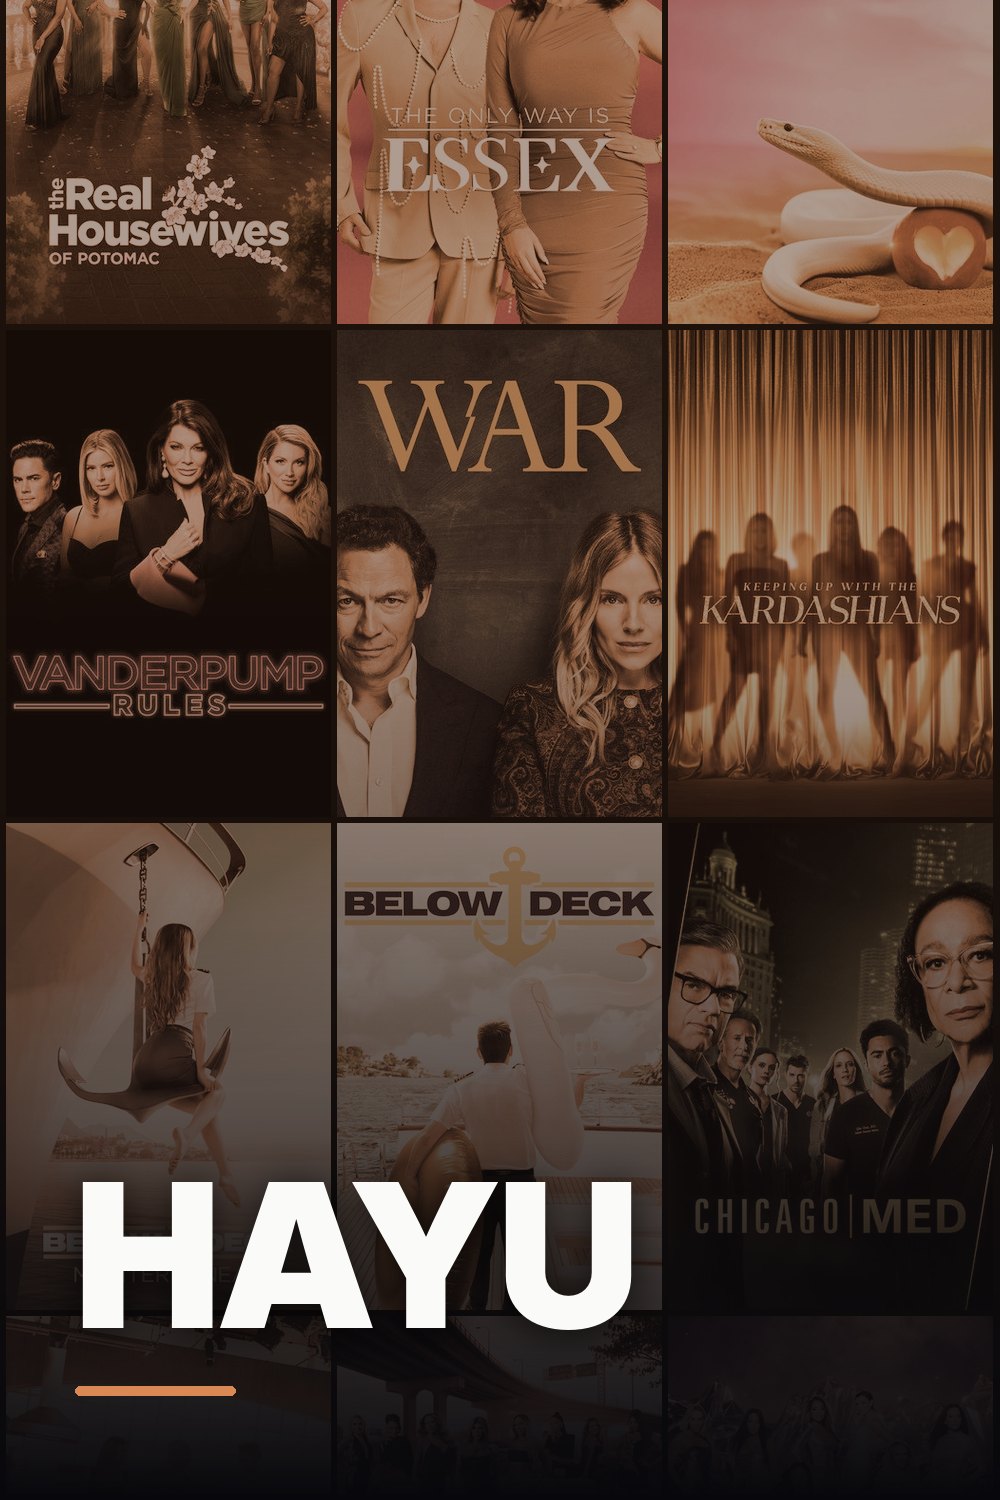 the Real
Housewives
OF POTOMAC
THE ONLY WAY IS
ESSEX
VANDERPUMP
RULES
WAR
KEEPING UP WITH THE
KARDASHIANS
BELOW DECK
CHICAGO | MED
HAYU